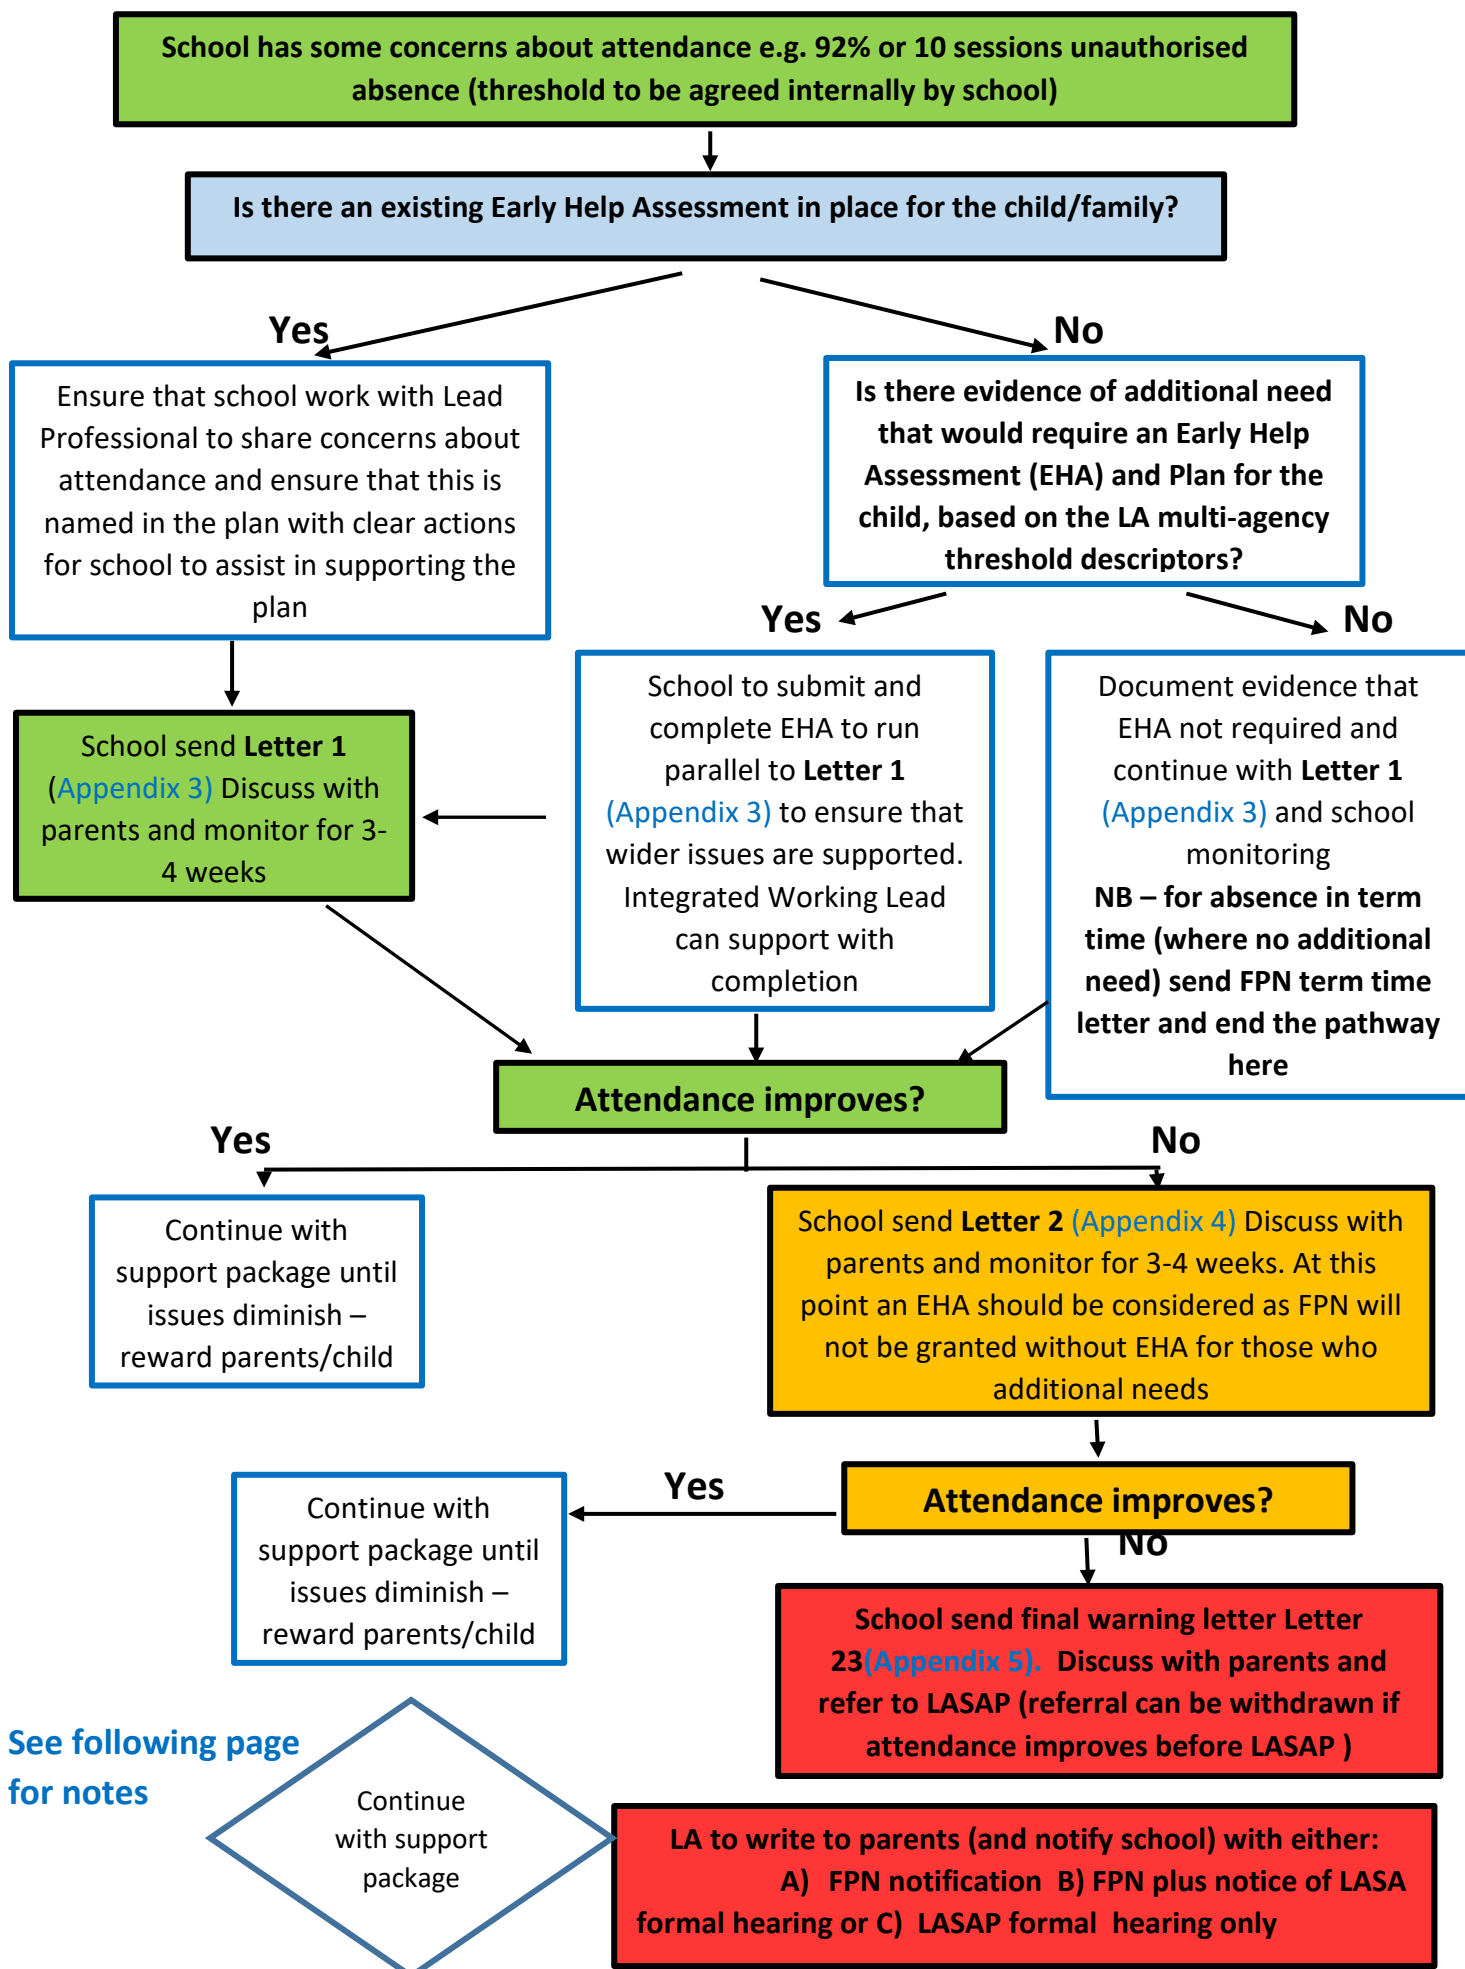 School has some concerns about attendance e.g. 92% or 10 sessions unauthorised
absence (threshold to be agreed internally by school)
Is there an existing Early Help Assessment in place for the child/family?
Yes
No
Ensure that school work with Lead
Professional to share concerns about
attendance and ensure that this is
named in the plan with clear actions
for school to assist in supporting the
plan
Is there evidence of additional need
that would require an Early Help
Assessment (EHA) and Plan for the
child, based on the LA multi-agency
threshold descriptors?
Yes
No
School send Letter 1
(Appendix 3) Discuss with
parents and monitor for 3-
4 weeks
School to submit and
complete EHA to run
parallel to Letter 1
(Appendix 3) to ensure that
wider issues are supported.
Integrated Working Lead
can support with
completion
Document evidence that
EHA not required and
continue with Letter 1
(Appendix 3) and school
monitoring
NB – for absence in term
time (where no additional
need) send FPN term time
letter and end the pathway
here
Attendance improves?
Yes
No
Continue with
support package until
issues diminish –
reward parents/child
School send Letter 2 (Appendix 4) Discuss with
parents and monitor for 3-4 weeks. At this
point an EHA should be considered as FPN will
not be granted without EHA for those who
additional needs
Attendance improves?
Yes
No
Continue with
support package until
issues diminish –
reward parents/child
School send final warning letter Letter
23(Appendix 5). Discuss with parents and
refer to LASAP (referral can be withdrawn if
attendance improves before LASAP )
See following page
for notes
Continue
with support
package
LA to write to parents (and notify school) with either:
A) FPN notification B) FPN plus notice of LASA
formal hearing or C) LASAP formal hearing only